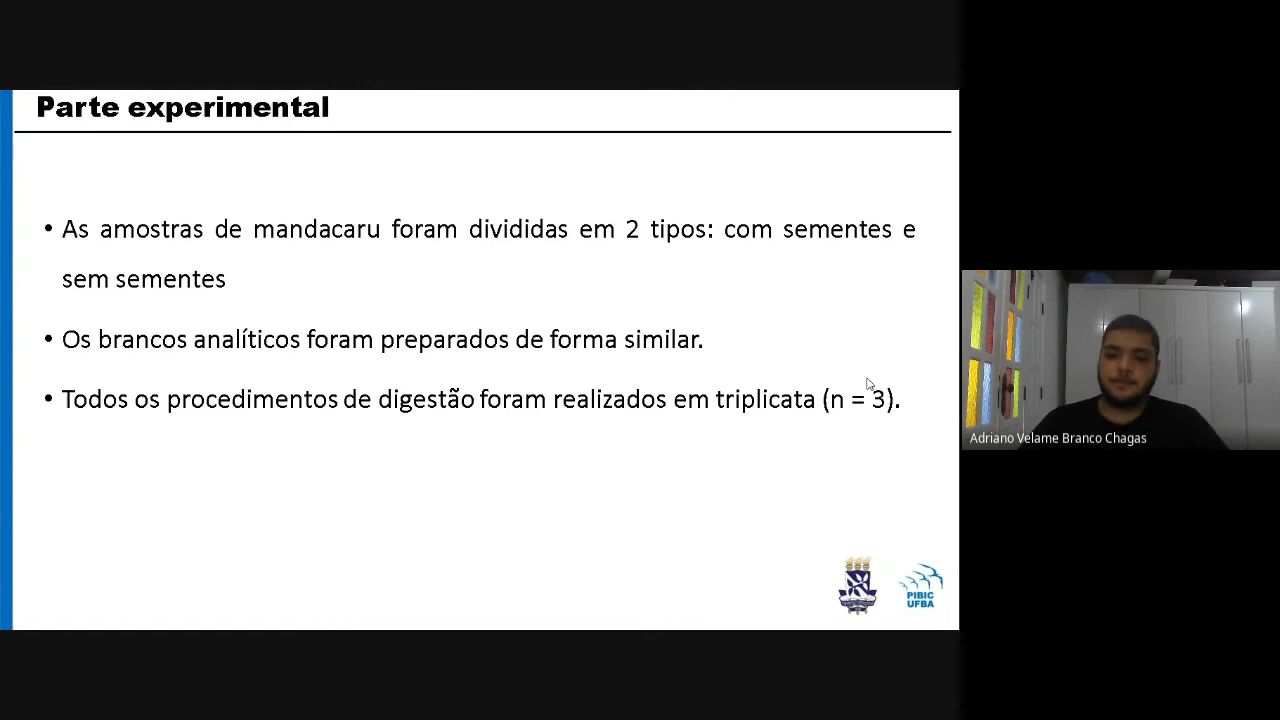 Parte experimental
• As amostras de mandacaru foram divididas em 2 tipos: com sementes e
sem sementes
• Os brancos analíticos foram preparados de forma similar.
• Todos os procedimentos de digestão foram realizados em triplicata (n = 3).
Adriano Velame Branco Chagas
PIBIC
UFBA